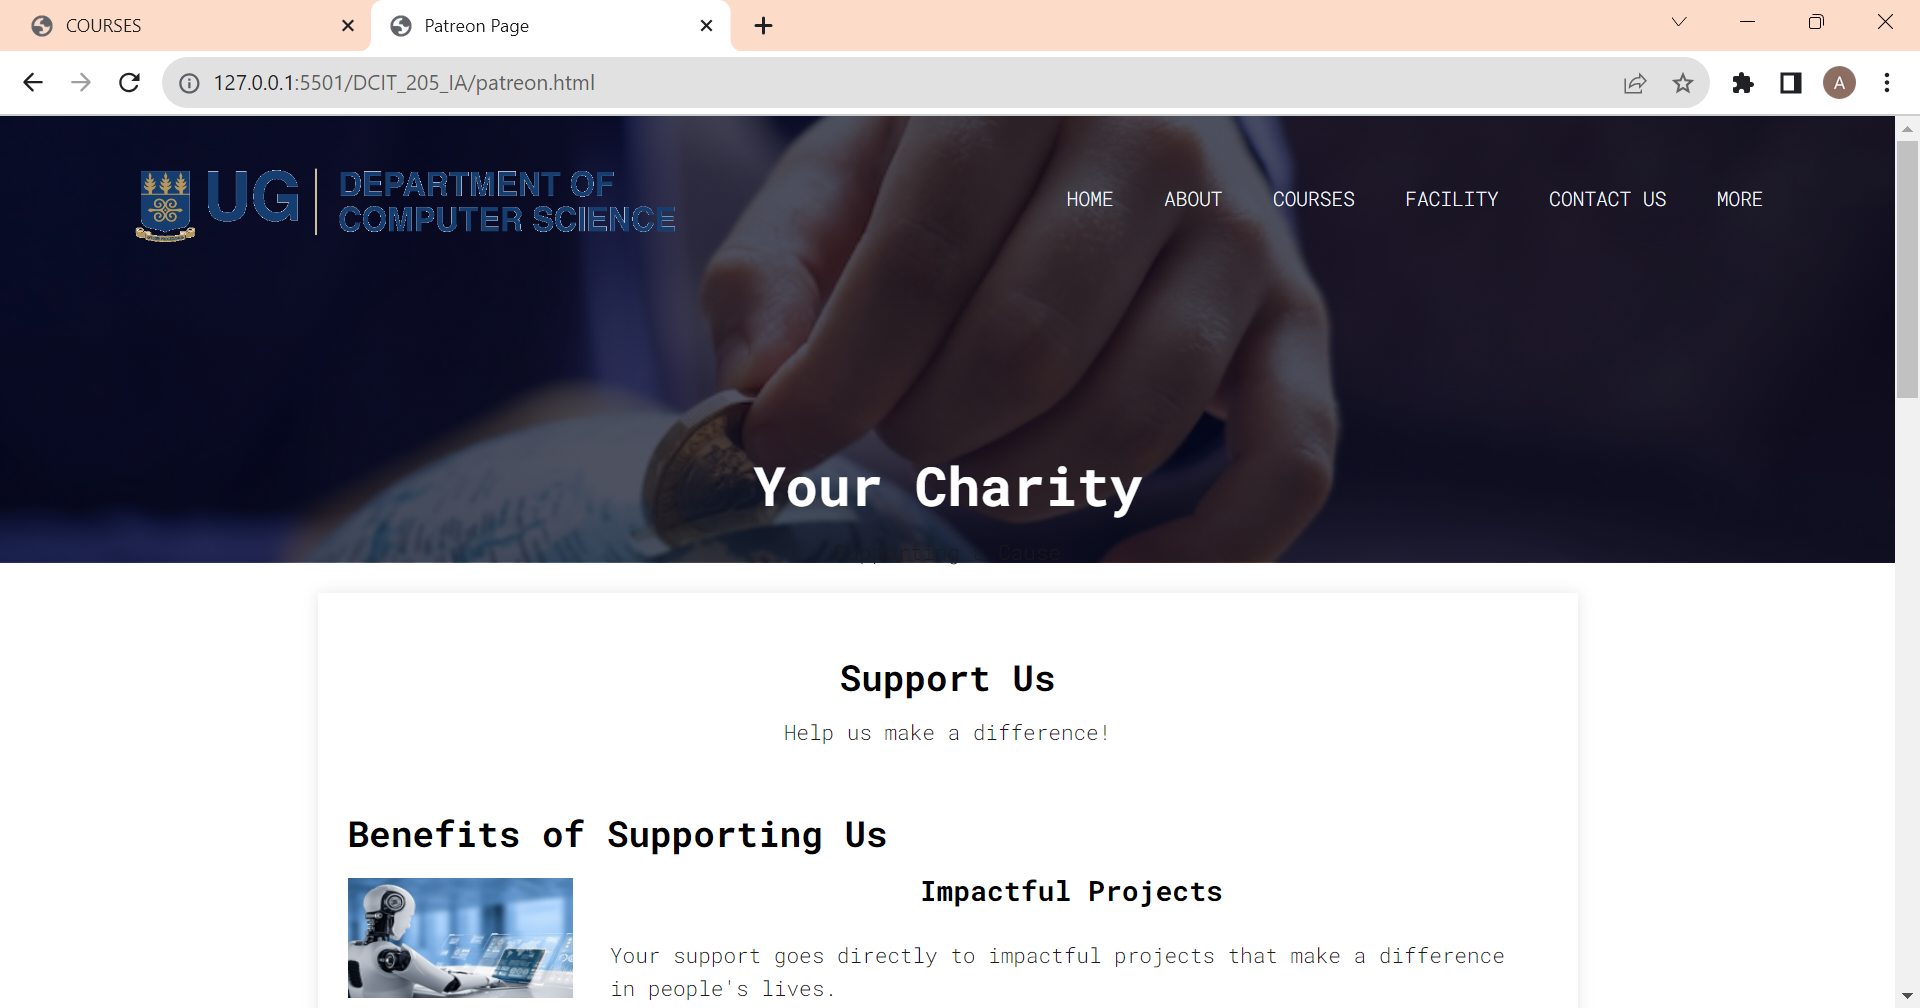 COURSES
Patreon Page
127.0.0.1:5501/DCIT_205_IA/patreon.html
A
UG
DEPARTMENT OF
COMPUTER SCIENCE
HOME ABOUT COURSES FACILITY CONTACT US MORE
Your Charity
Supporting a Cause
Support Us
Help us make a difference!
Benefits of Supporting Us
Impactful Projects
Your support goes directly to impactful projects that make a difference
in people's lives.